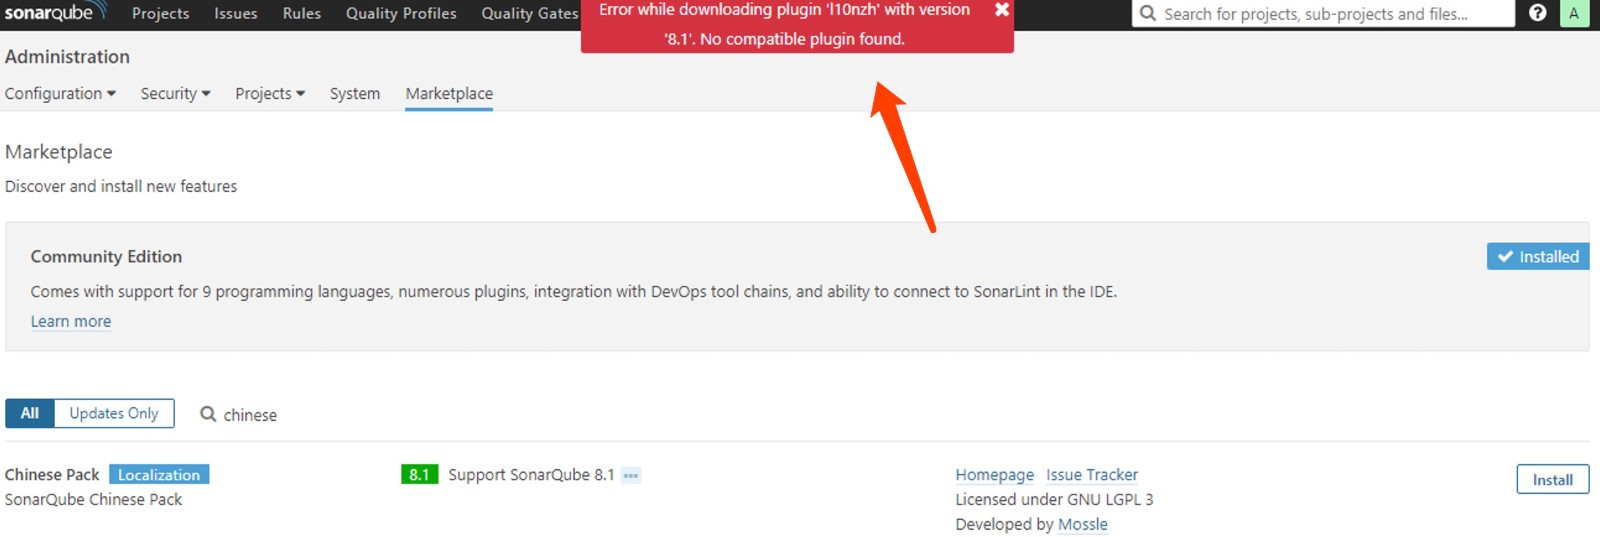 sonarqube Projects Issues Rules Quality Profiles Quality Gates
Error while downloading plugin 'l10nzh' with version
'8.1'. No compatible plugin found.
Search for projects, sub-projects and files...
A
Administration
Configuration Security Projects System Marketplace
Marketplace
Discover and install new features
Community Edition
Installed
Comes with support for 9 programming languages, numerous plugins, integration with DevOps tool chains, and ability to connect to SonarLint in the IDE.
Learn more
All Updates Only chinese
Chinese Pack Localization
SonarQube Chinese Pack
8.1 Support SonarQube 8.1
Homepage Issue Tracker
Licensed under GNU LGPL 3
Developed by Mossle
Install